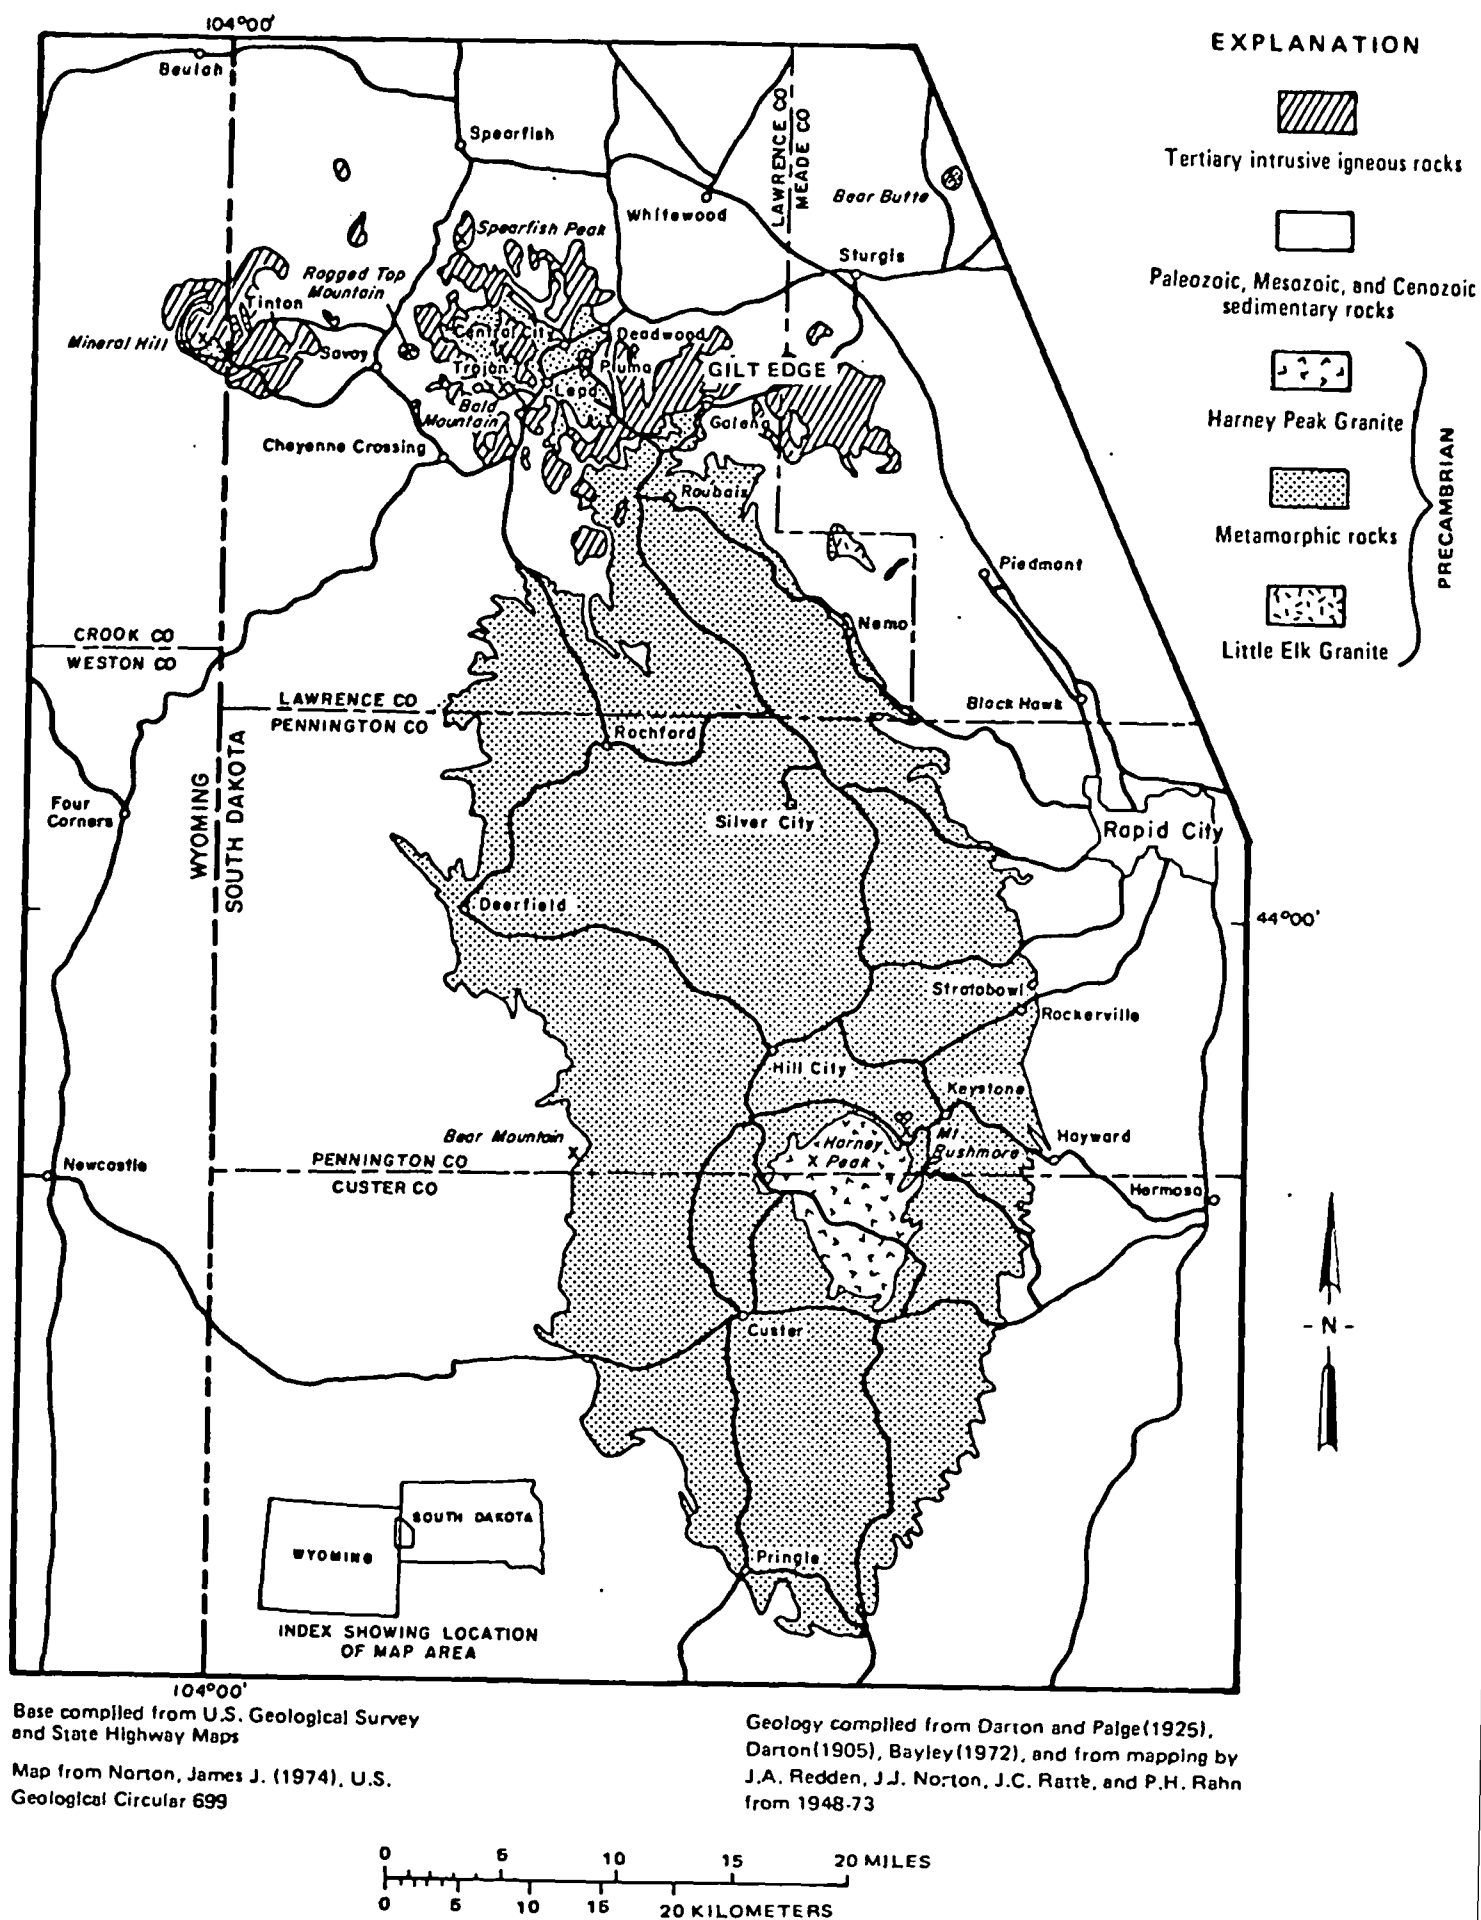 104°00'
Beulah
Spearfish
LAWRENCE CO
MEADE CO
Bear Butte
Whitewood
Spearfish Peak
Sturgis
Ragged Top
Mountain
Tinton
Mineral Hill
Savoy
Central City
Deadwood
Trojan
Pluma
GILT EDGE
Lead
Bald
Mountain
Galena
Cheyenne Crossing
Roubaix
Piedmont
Nemo
CROOK CO
WESTON CO
LAWRENCE CO
PENNINGTON CO
Black Hawk
Rochford
WYOMING
SOUTH DAKOTA
Four
Corners
Silver City
Rapid City
Deerfield
44°00'
Stratobowl
Rockerville
Hill City
Keystone
Bear Mountain
X
Harney
X Peak
Mt
Rushmore
Hayward
Newcastle
PENNINGTON CO
CUSTER CO
Hermosa
Custer
Pringle
SOUTH DAKOTA
WYOMING
INDEX SHOWING LOCATION
OF MAP AREA
104°00'
EXPLANATION
Tertiary intrusive igneous rocks
Paleozoic, Mesozoic, and Cenozoic
sedimentary rocks
Harney Peak Granite
Metamorphic rocks
Little Elk Granite
PRECAMBRIAN
- N -
Base compiled from U.S. Geological Survey
and State Highway Maps
Map from Norton, James J. (1974), U.S.
Geological Circular 699
Geology compiled from Darton and Paige(1925),
Darton(1905), Bayley(1972), and from mapping by
J.A. Redden, J.J. Norton, J.C. Ratté, and P.H. Rahn
from 1948-73
0 5 10 15 20 MILES
0 5 10 15 20 KILOMETERS